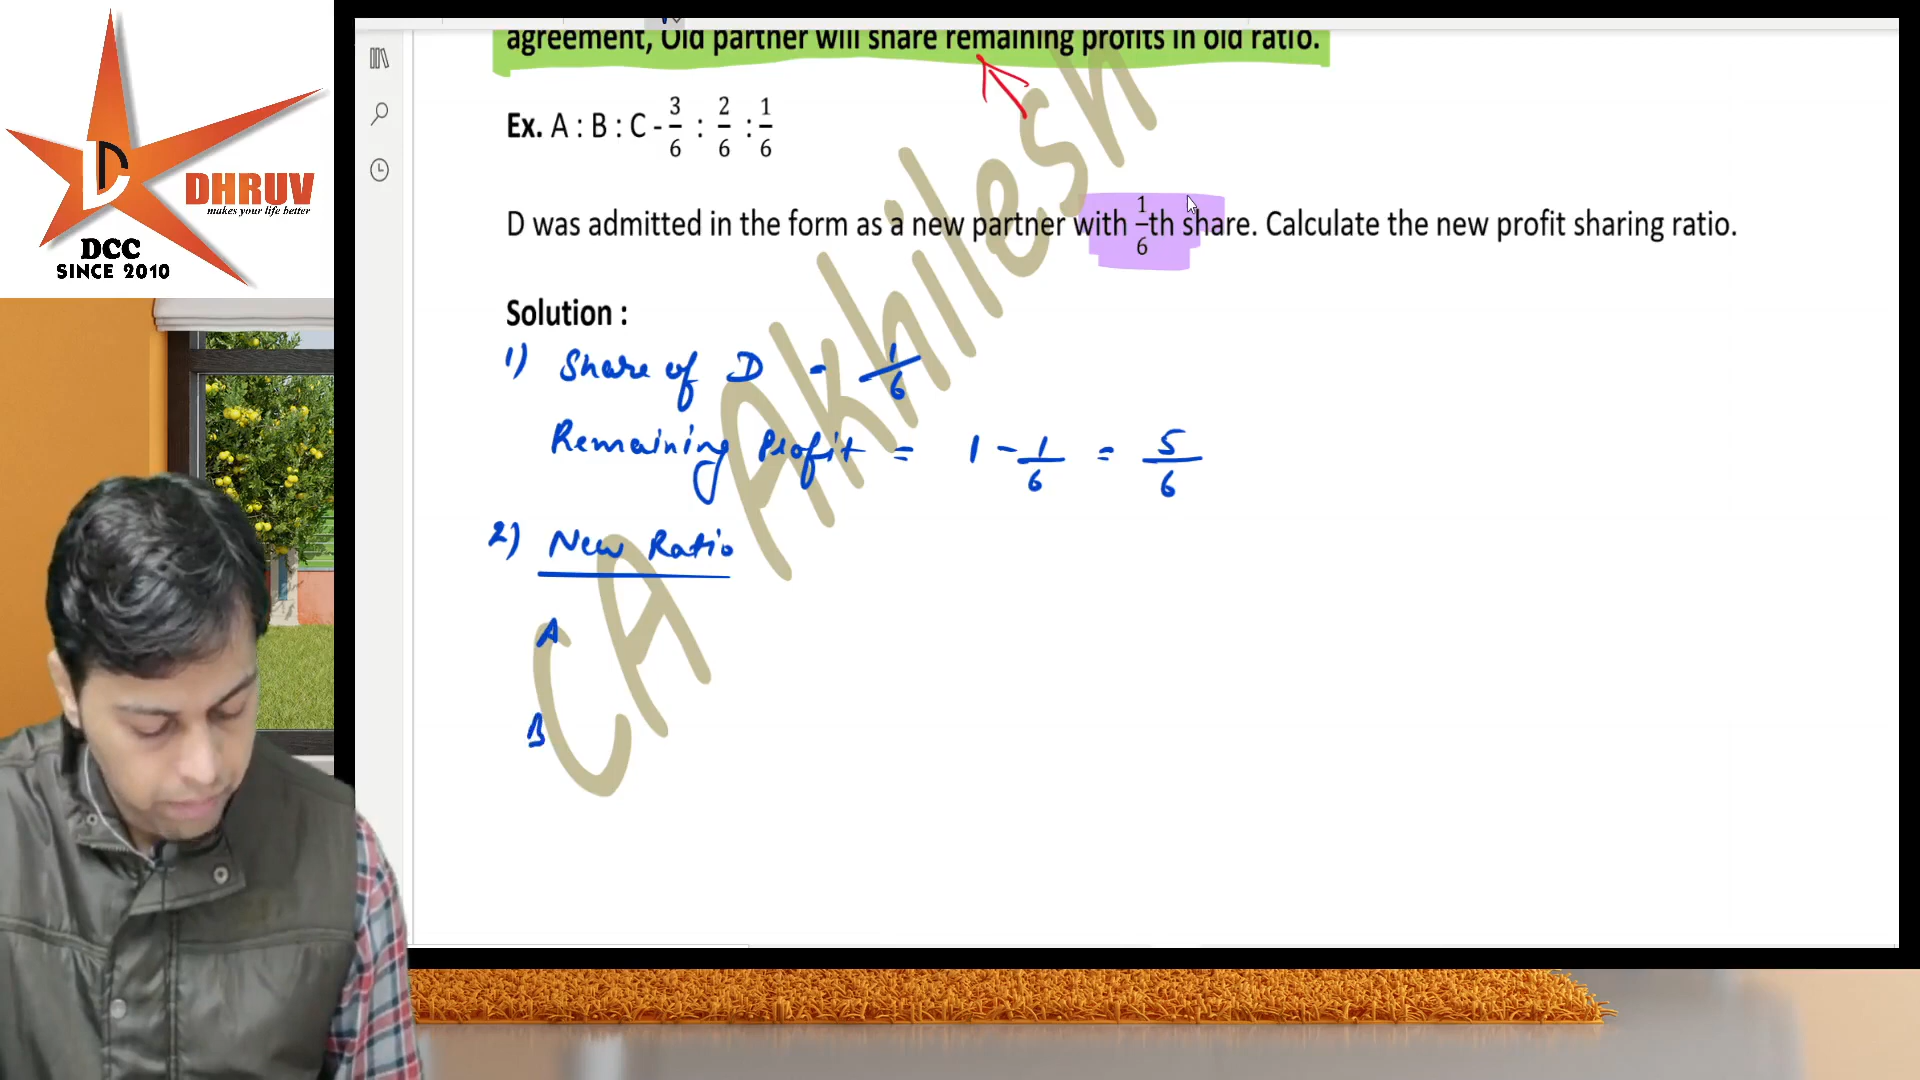 DHRUV
makes your life better
DCC
SINCE 2010
agreement, Old partner will share remaining profits in old ratio.
Ex. A : B : C - 3/6 : 2/6 : 1/6
D was admitted in the form as a new partner with 1/6 th share. Calculate the new profit sharing ratio.
Solution :
1) Share of D - 1/6
Remaining Profit = 1 - 1/6 = 5/6
2) New Ratio
A
B
CA Akhilesh